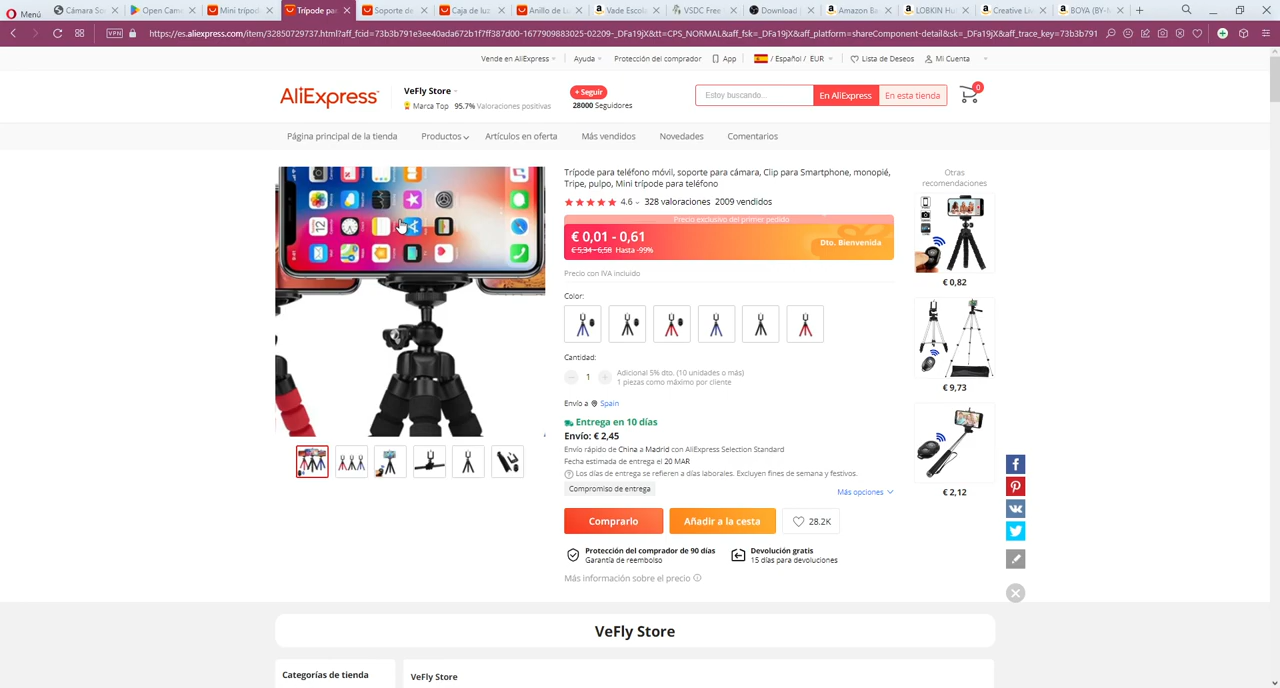 Menú
Cámara So
Open Came
Mini trípod
Trípode pa
Soporte de
Caja de luz
Anillo de Lu
Vade Escola
VSDC Free
Download
Amazon Ba
LOBKIN Hu
Creative Liv
BOYA (BY-
VPN
https://es.aliexpress.com/item/32850729737.html?aff_fcid=73b3b791e3ee40ada672b1f7ff387d00-1677909883025-02209-_DFa19jX&tt=CPS_NORMAL&aff_fsk=_DFa19jX&aff_platform=shareComponent-detail&sk=_DFa19jX&aff_trace_key=73b3b791
Vende en AliExpress
Ayuda
Protección del comprador
App
/ Español / EUR
Lista de Deseos
Mi Cuenta
AliExpress
VeFly Store
Marca Top 95.7% Valoraciones positivas
+ Seguir
28000 Seguidores
Estoy buscando...
En AliExpress
En esta tienda
0
Página principal de la tienda
Productos
Artículos en oferta
Más vendidos
Novedades
Comentarios
Trípode para teléfono móvil, soporte para cámara, Clip para Smartphone, monopié,
Tripe, pulpo, Mini trípode para teléfono
4.6
328 valoraciones 2009 vendidos
Precio exclusivo del primer pedido
€ 0,01 - 0,61
€ 5,34 - 6,58 Hasta -99%
Dto. Bienvenida
Precio con IVA incluido
Color:
Cantidad:
1
Adicional 5% dto. (10 unidades o más)
1 piezas como máximo por cliente
Envío a Spain
Entrega en 10 días
Envío: € 2,45
Envío rápido de China a Madrid con AliExpress Selection Standard
Fecha estimada de entrega el 20 MAR
Los días de entrega se refieren a días laborales. Excluyen fines de semana y festivos.
Compromiso de entrega
Más opciones
Comprarlo
Añadir a la cesta
28.2K
Protección del comprador de 90 días
Garantía de reembolso
Devolución gratis
15 días para devoluciones
Más información sobre el precio
Otras
recomendaciones
€ 0,82
€ 9,73
€ 2,12
VeFly Store
Categorías de tienda
VeFly Store